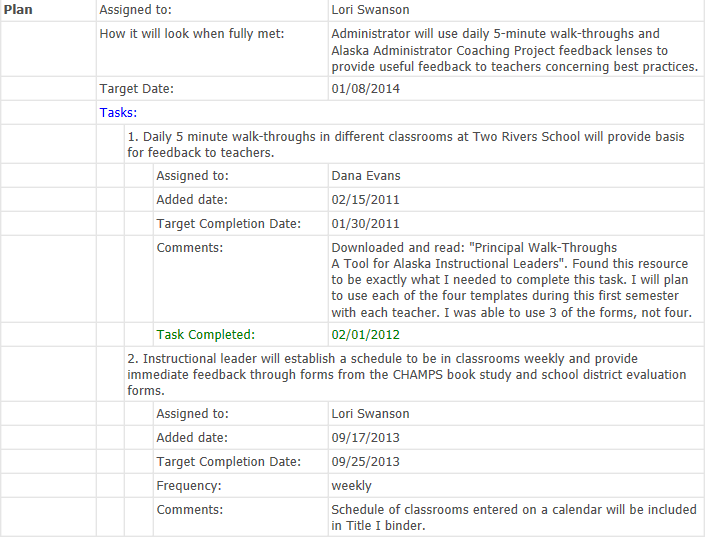 Plan Assigned to: Lori Swanson
How it will look when fully met: Administrator will use daily 5-minute walk-throughs and
Alaska Administrator Coaching Project feedback lenses to
provide useful feedback to teachers concerning best practices.
Target Date: 01/08/2014
Tasks:
1. Daily 5 minute walk-throughs in different classrooms at Two Rivers School will provide basis
for feedback to teachers.
Assigned to: Dana Evans
Added date: 02/15/2011
Target Completion Date: 01/30/2011
Comments: Downloaded and read: "Principal Walk-Throughs
A Tool for Alaska Instructional Leaders". Found this resource
to be exactly what I needed to complete this task. I will plan
to use each of the four templates during this first semester
with each teacher. I was able to use 3 of the forms, not four.
Task Completed: 02/01/2012
2. Instructional leader will establish a schedule to be in classrooms weekly and provide
immediate feedback through forms from the CHAMPS book study and school district evaluation
forms.
Assigned to: Lori Swanson
Added date: 09/17/2013
Target Completion Date: 09/25/2013
Frequency: weekly
Comments: Schedule of classrooms entered on a calendar will be included
in Title I binder.